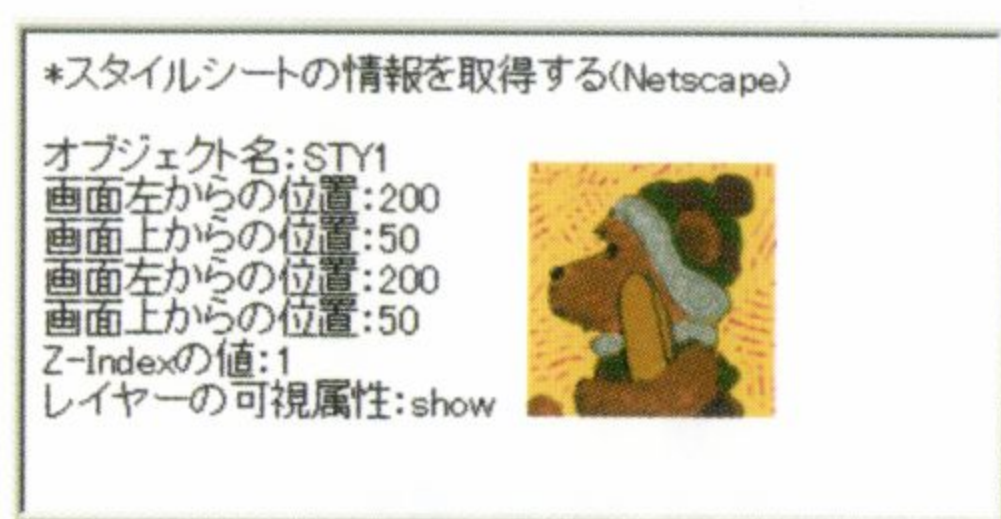 *スタイルシートの情報を取得する(Netscape)
オブジェクト名:STY1
画面左からの位置:200
画面上からの位置:50
画面左からの位置:200
画面上からの位置:50
Z-Indexの値:1
レイヤーの可視属性:show